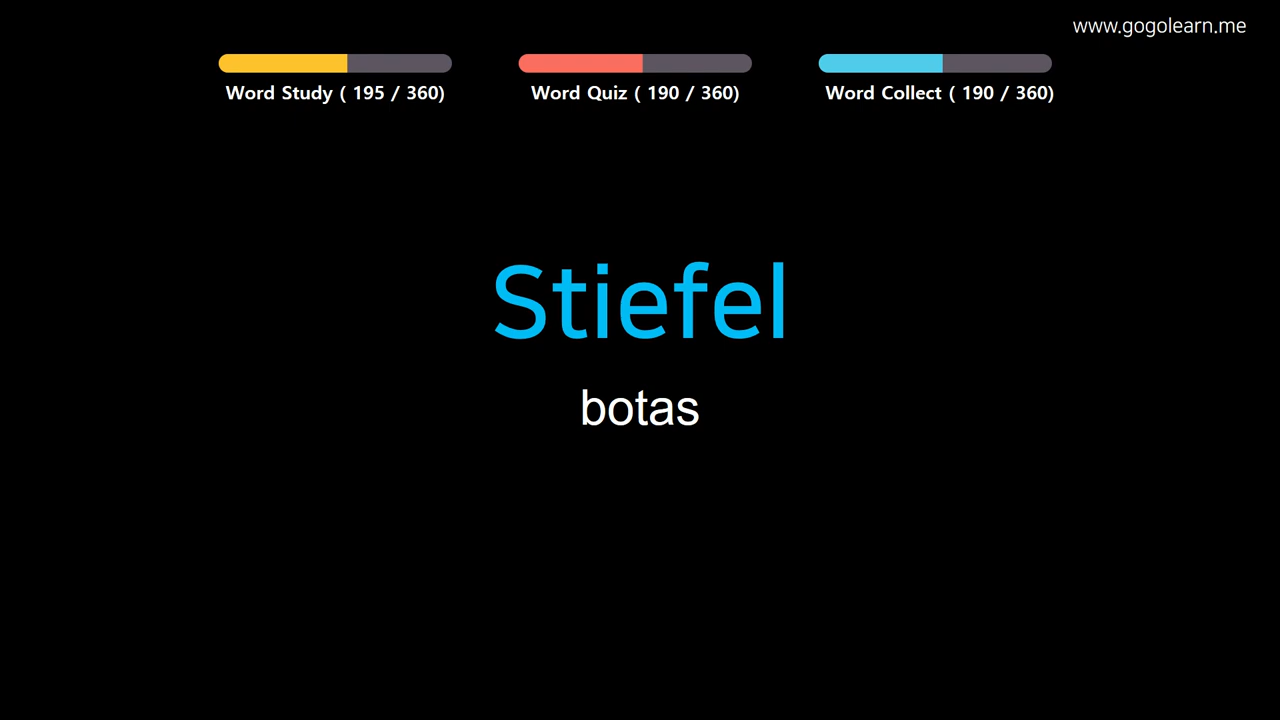 www.gogolearn.me
Word Study ( 195 / 360)
Word Quiz ( 190 / 360)
Word Collect ( 190 / 360)
Stiefel
botas